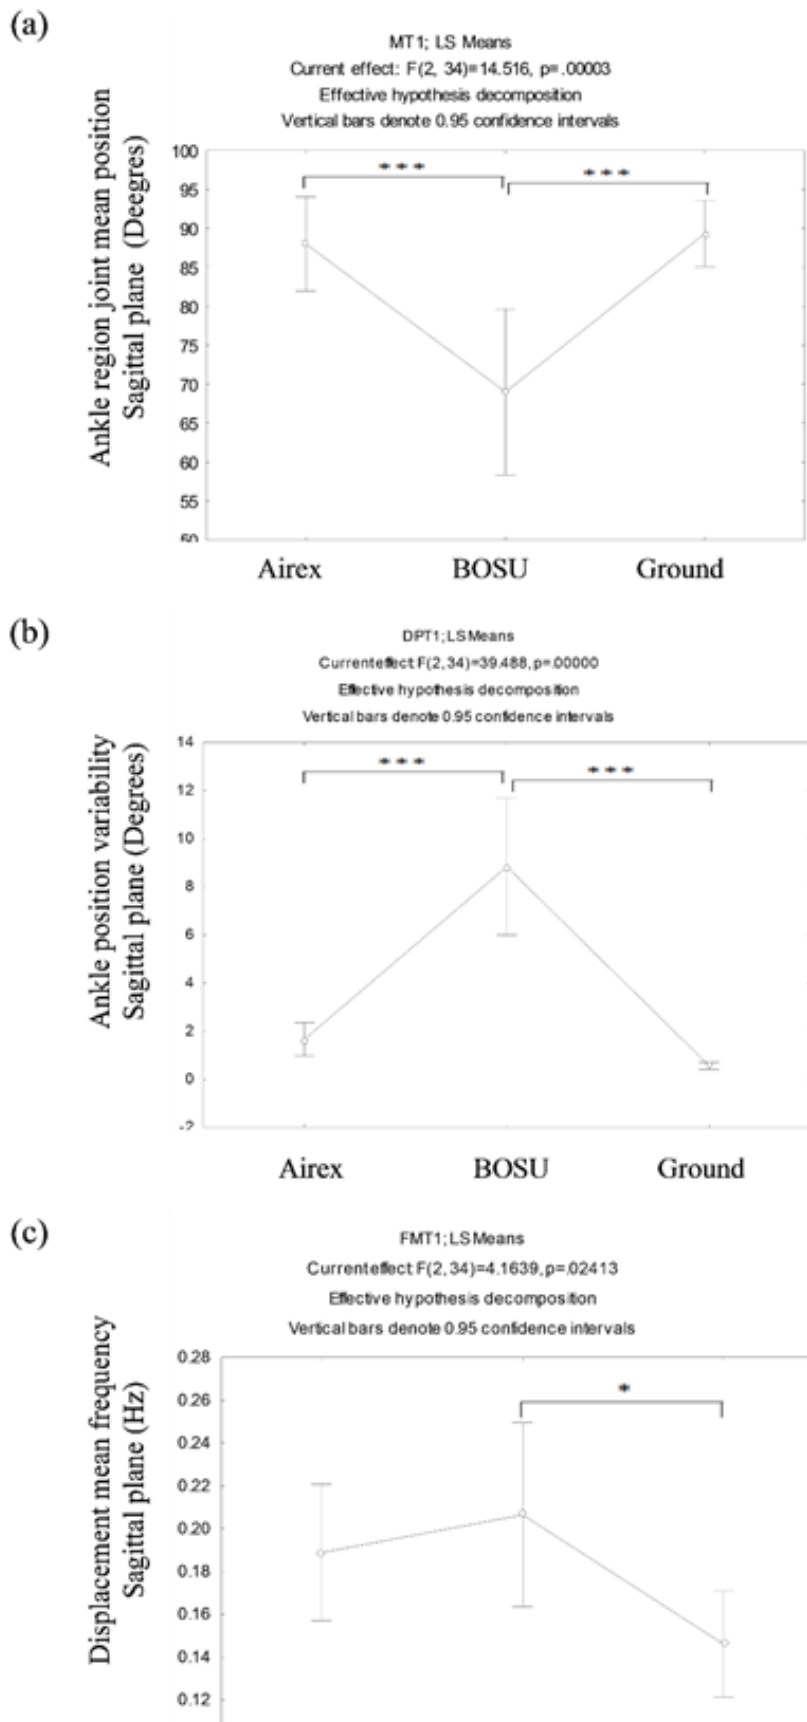 (a)
MT1; LS Means
Current effect: F(2, 34)=14.516, p=.00003
Effective hypothesis decomposition
Vertical bars denote 0.95 confidence intervals
Ankle region joint mean position
Sagittal plane (Deegres)
100
95
90
85
80
75
70
65
60
55
50
*** ***
Airex BOSU Ground
(b)
DPT1; LS Means
Current effect: F(2, 34)=39.488, p=.00000
Effective hypothesis decomposition
Vertical bars denote 0.95 confidence intervals
Ankle position variability
Sagittal plane (Degrees)
14
12
10
8
6
4
2
0
-2
*** ***
Airex BOSU Ground
(c)
FMT1; LS Means
Current effect: F(2, 34)=4.1639, p=.02413
Effective hypothesis decomposition
Vertical bars denote 0.95 confidence intervals
Displacement mean frequency
Sagittal plane (Hz)
0.28
0.26
0.24
0.22
0.20
0.18
0.16
0.14
0.12
*